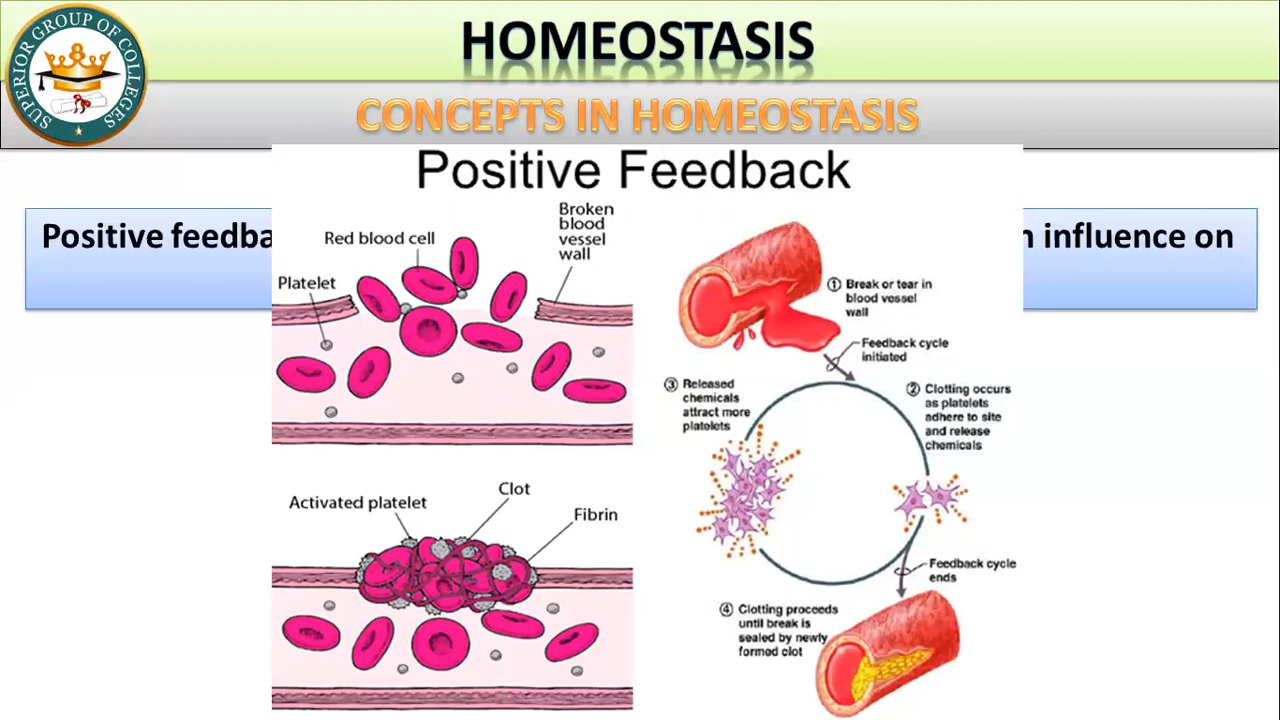 SUPERIOR GROUP OF COLLEGES
HOMEOSTASIS
CONCEPTS IN HOMEOSTASIS
Positive Feedback
Positive feedba
n influence on
Red blood cell
Broken
blood
vessel
wall
Platelet
① Break or tear in
blood vessel
wall
Feedback cycle
initiated
③ Released
chemicals
attract more
platelets
② Clotting occurs
as platelets
adhere to site
and release
chemicals
Activated platelet
Clot
Fibrin
Feedback cycle
ends
④ Clotting proceeds
until break is
sealed by newly
formed clot